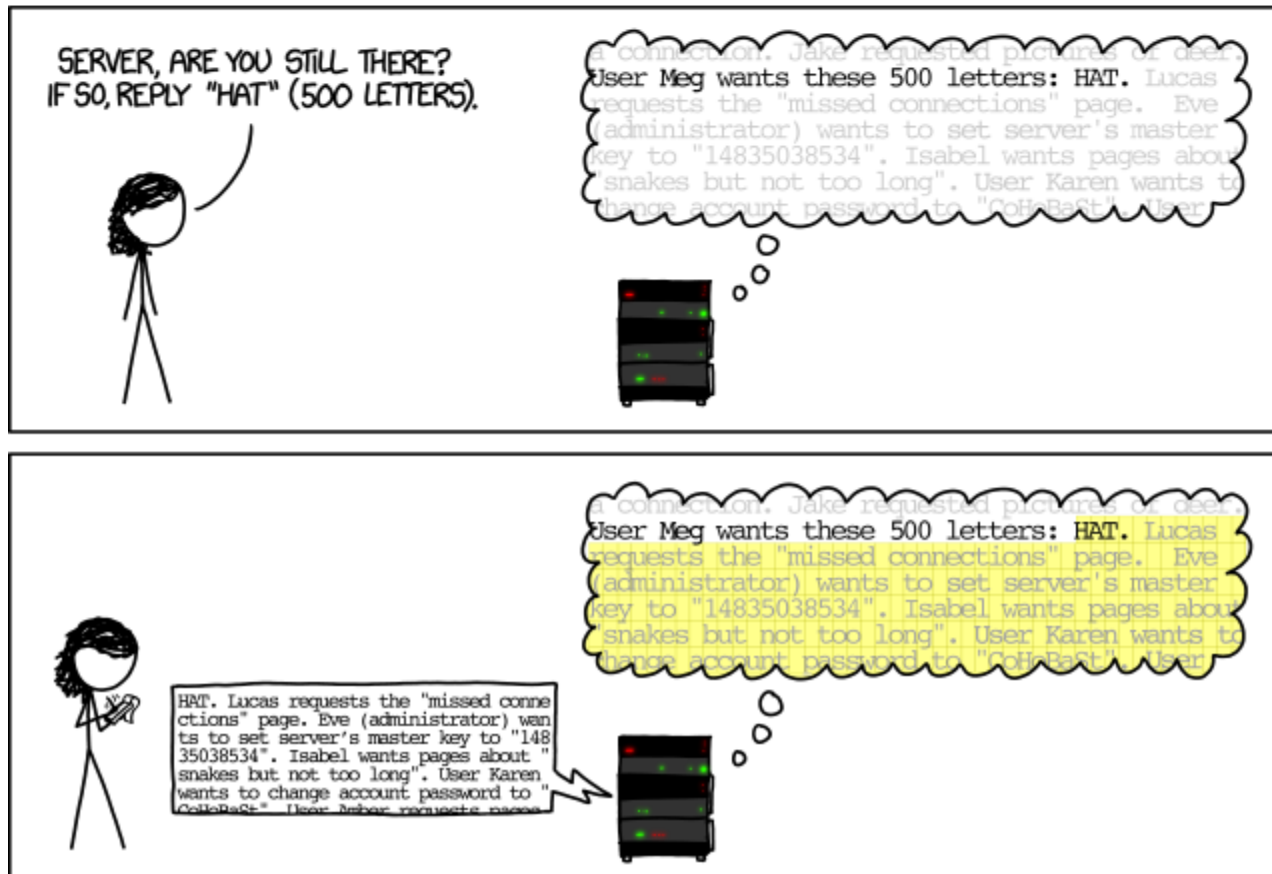 SERVER, ARE YOU STILL THERE?
IF SO, REPLY "HAT" (500 LETTERS).
a connection. Jake requested pictures of deer.
User Meg wants these 500 letters: HAT. Lucas
requests the "missed connections" page. Eve
(administrator) wants to set server's master
key to "14835038534". Isabel wants pages about
"snakes but not too long". User Karen wants to
change account password to "CoHoBaSt". User
a connection. Jake requested pictures of deer.
User Meg wants these 500 letters: HAT. Lucas
requests the "missed connections" page. Eve
(administrator) wants to set server's master
key to "14835038534". Isabel wants pages about
"snakes but not too long". User Karen wants to
change account password to "CoHoBaSt". User
HAT. Lucas requests the "missed conne
ctions" page. Eve (administrator) wan
ts to set server's master key to "148
35038534". Isabel wants pages about "
snakes but not too long". User Karen
wants to change account password to "
CoHoBaSt". User Amber requests pages